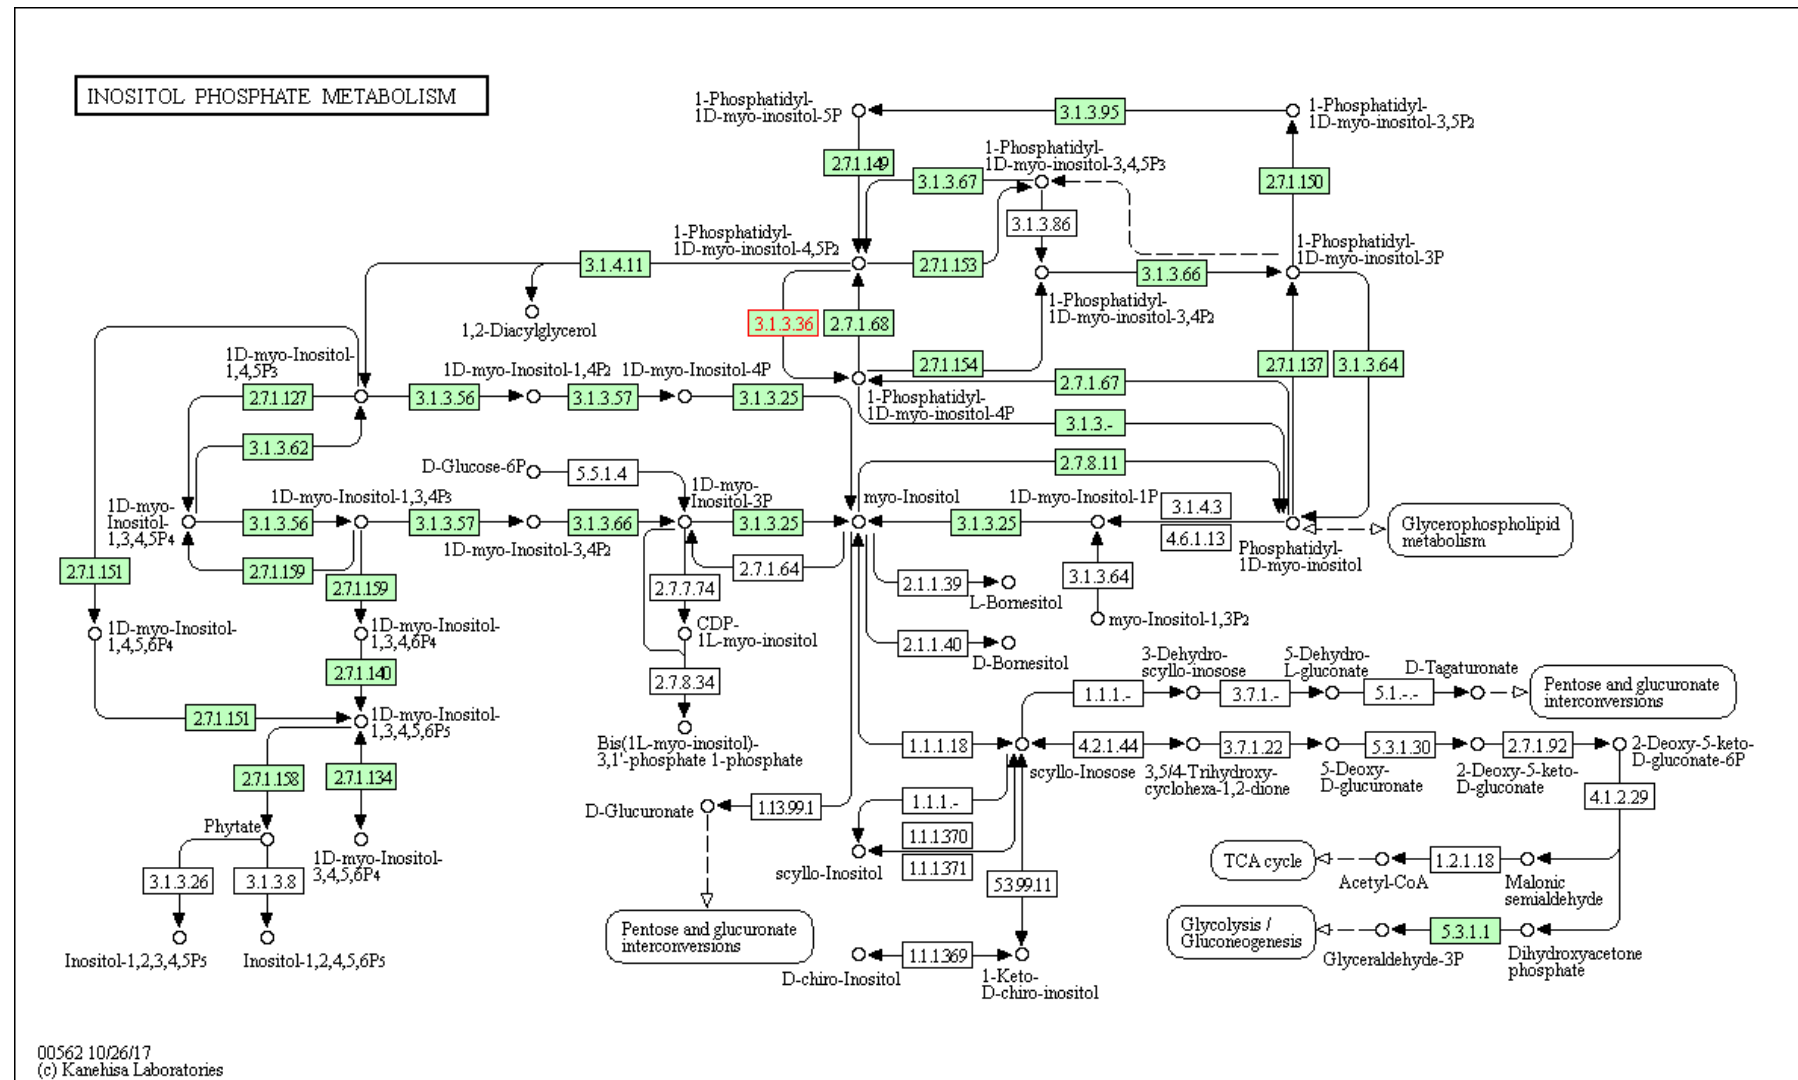 INOSITOL PHOSPHATE METABOLISM
1-Phosphatidyl-
1D-myo-inositol-5P
3.1.3.95
1-Phosphatidyl-
1D-myo-inositol-3,5P2
2.7.1.149
1-Phosphatidyl-
1D-myo-inositol-3,4,5P3
3.1.3.67
2.7.1.150
3.1.3.86
1-Phosphatidyl-
1D-myo-inositol-4,5P2
3.1.4.11
2.7.1.153
3.1.3.66
1-Phosphatidyl-
1D-myo-inositol-3P
1,2-Diacylglycerol
3.1.3.36
2.7.1.68
1-Phosphatidyl-
1D-myo-inositol-3,4P2
1D-myo-Inositol-
1,4,5P3
1D-myo-Inositol-1,4P2
1D-myo-Inositol-4P
2.7.1.154
2.7.1.137
3.1.3.64
2.7.1.67
2.7.1.127
3.1.3.56
3.1.3.57
3.1.3.25
1-Phosphatidyl-
1D-myo-inositol-4P
3.1.3.-
3.1.3.62
D-Glucose-6P
5.5.1.4
2.7.8.11
1D-myo-
Inositol-
1,3,4,5P4
1D-myo-Inositol-1,3,4P3
1D-myo-
Inositol-3P
myo-Inositol
1D-myo-Inositol-1P
3.1.4.3
3.1.3.56
3.1.3.57
3.1.3.66
3.1.3.25
3.1.3.25
4.6.1.13
Glycerophospholipid
metabolism
1D-myo-Inositol-3,4P2
Phosphatidyl-
1D-myo-inositol
2.7.1.151
2.7.1.159
2.7.1.159
2.7.1.64
2.7.7.74
2.1.1.39
L-Bornesitol
3.1.3.64
myo-Inositol-1,3P2
1D-myo-Inositol-
1,4,5,6P4
1D-myo-Inositol-
1,3,4,6P4
CDP-
1L-myo-inositol
2.1.1.40
D-Bornesitol
2.7.1.140
2.7.8.34
3-Dehydro-
scyllo-inosose
5-Dehydro-
L-gluconate
D-Tagaturonate
1.1.1.-
3.7.1.-
5.1.-.-
Pentose and glucuronate
interconversions
2.7.1.151
1D-myo-Inositol-
1,3,4,5,6P5
Bis(1L-myo-inositol)-
3,1'-phosphate 1-phosphate
1.1.1.18
4.2.1.44
3.7.1.22
5.3.1.30
2.7.1.92
2-Deoxy-5-keto-
D-gluconate-6P
scyllo-Inosose
3,5/4-Trihydroxy-
cyclohexa-1,2-dione
5-Deoxy-
D-glucuronate
2-Deoxy-5-keto-
D-gluconate
2.7.1.158
2.7.1.134
D-Glucuronate
1.13.99.1
1.1.1.-
4.1.2.29
Phytate
1D-myo-Inositol-
3,4,5,6P4
1.1.1.370
1.1.1.371
scyllo-Inositol
3.1.3.26
3.1.3.8
5.3.99.11
TCA cycle
1.2.1.18
Acetyl-CoA
Malonic
semialdehyde
Pentose and glucuronate
interconversions
Glycolysis /
Gluconeogenesis
5.3.1.1
Glyceraldehyde-3P
Dihydroxyacetone
phosphate
Inositol-1,2,3,4,5P5
Inositol-1,2,4,5,6P5
1.1.1.369
D-chiro-Inositol
1-Keto-
D-chiro-inositol
00562 10/26/17
(c) Kanehisa Laboratories